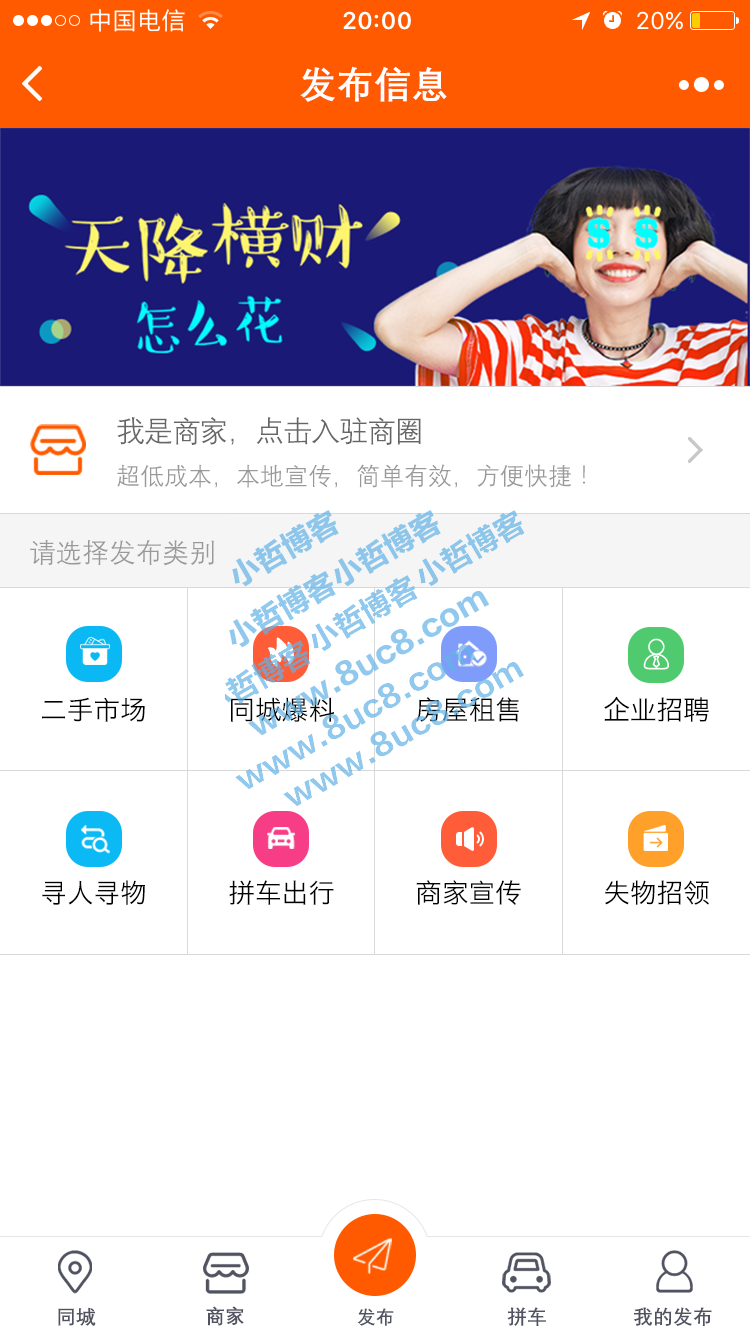 中国电信
20:00
20%
发布信息
天降横财
怎么花
$ $
我是商家，点击入驻商圈
超低成本，本地宣传，简单有效，方便快捷！
请选择发布类别
小哲博客
小哲博客小哲博客
哲博客小哲博客小哲博客
www.8uc8.com
www.8uc8.com
www.8uc8.com
二手市场
同城爆料
房屋租售
企业招聘
寻人寻物
拼车出行
商家宣传
失物招领
同城
商家
发布
拼车
我的发布